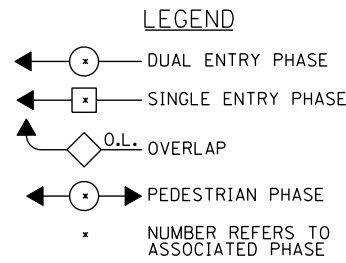 LEGEND
* DUAL ENTRY PHASE
* SINGLE ENTRY PHASE
O.L. OVERLAP
* PEDESTRIAN PHASE
* NUMBER REFERS TO
ASSOCIATED PHASE